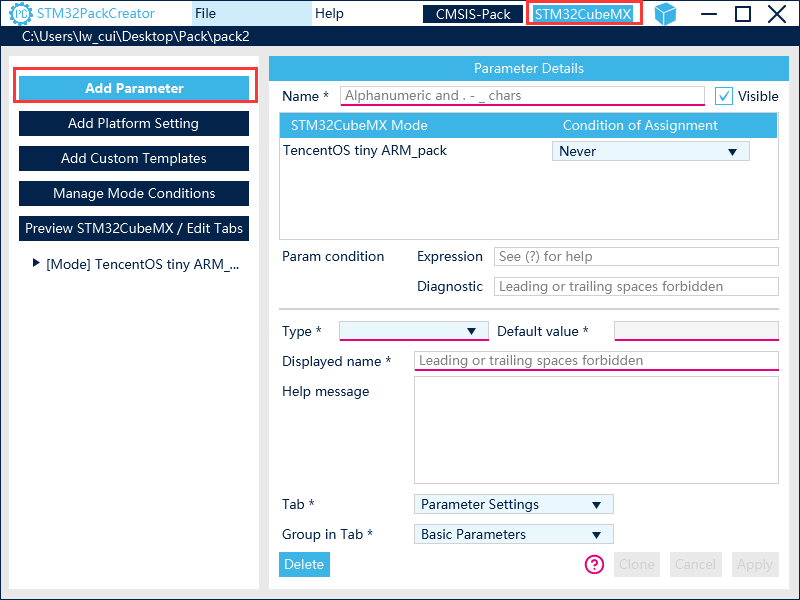 STM32PackCreator File Help CMSIS-Pack STM32CubeMX
C:\Users\lw_cui\Desktop\Pack\pack2
Add Parameter
Add Platform Setting
Add Custom Templates
Manage Mode Conditions
Preview STM32CubeMX / Edit Tabs
[Mode] TencentOS tiny ARM_...
Parameter Details
Name * Alphanumeric and . - _ chars Visible
STM32CubeMX Mode Condition of Assignment
TencentOS tiny ARM_pack Never
Param condition Expression See (?) for help
Diagnostic Leading or trailing spaces forbidden
Type * Default value *
Displayed name * Leading or trailing spaces forbidden
Help message
Tab * Parameter Settings
Group in Tab * Basic Parameters
Delete ? Clone Cancel Apply